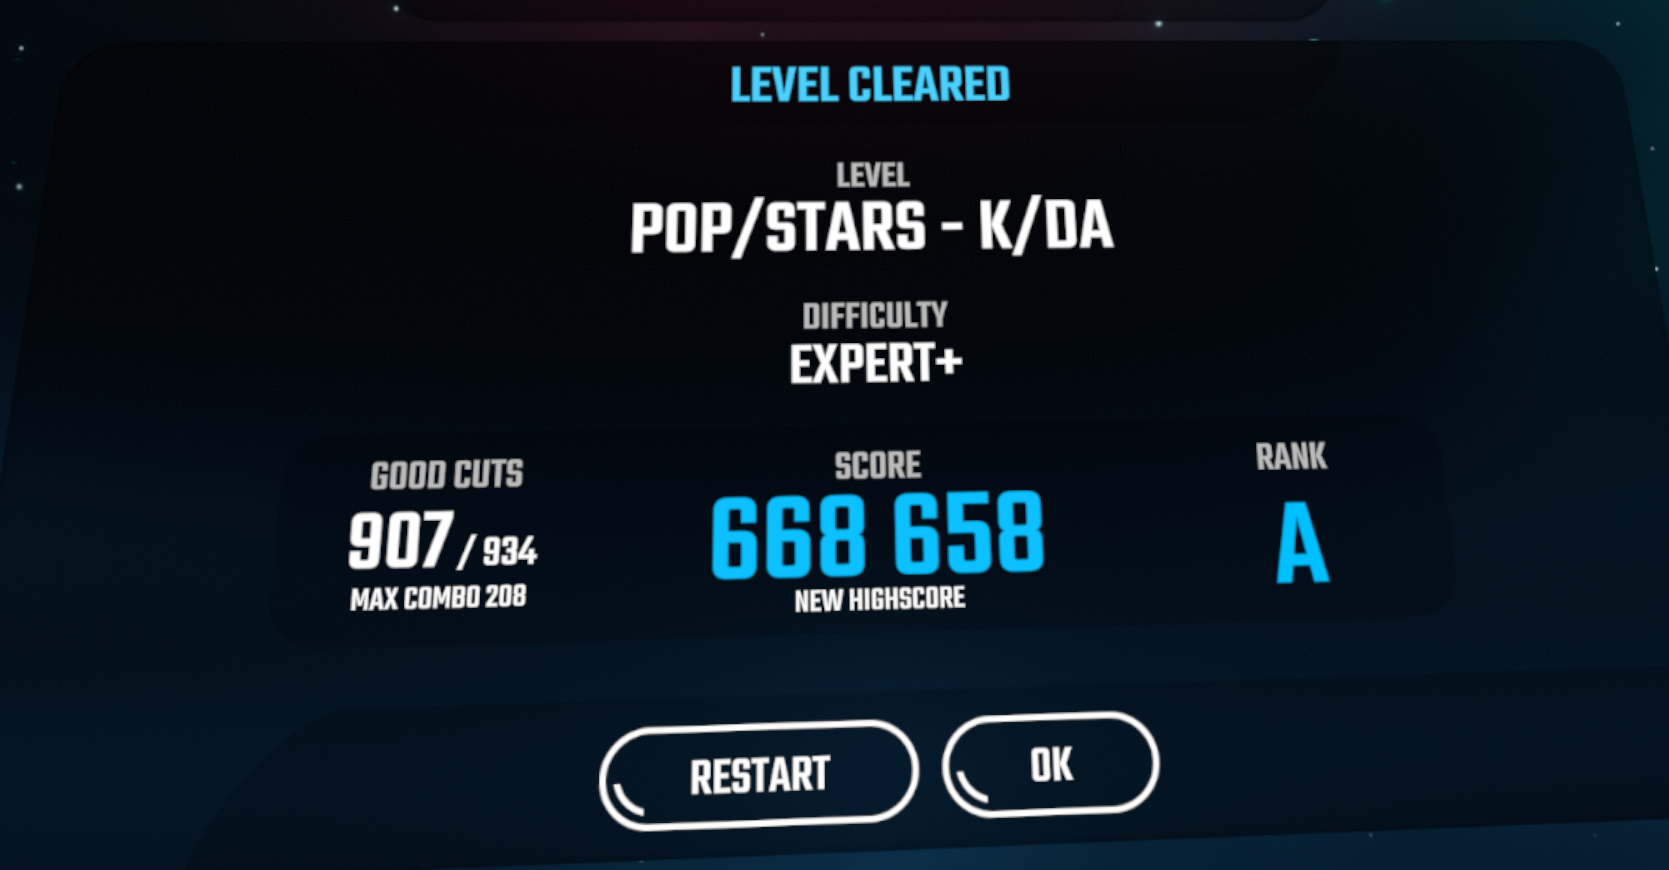 LEVEL CLEARED
LEVEL
POP/STARS - K/DA
DIFFICULTY
EXPERT+
GOOD CUTS
907 / 934
MAX COMBO 208
SCORE
668 658
NEW HIGHSCORE
RANK
A
RESTART
OK